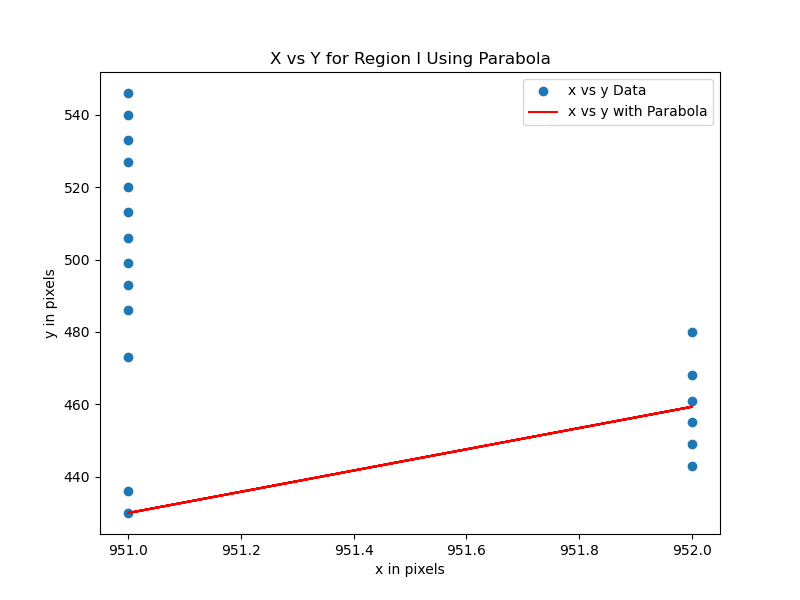 X vs Y for Region I Using Parabola
x vs y Data
x vs y with Parabola
540
520
500
480
460
440
y in pixels
951.0 951.2 951.4 951.6 951.8 952.0
x in pixels